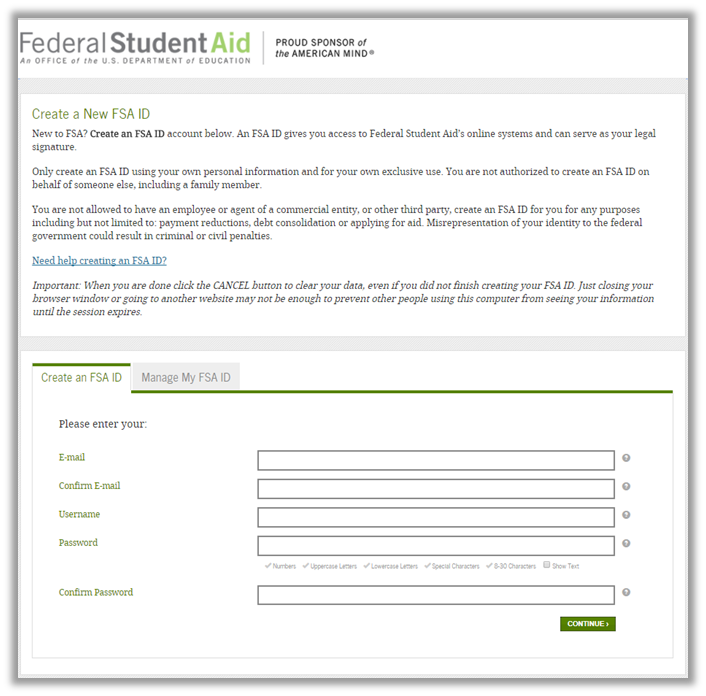 Federal Student Aid
An OFFICE of the U.S. DEPARTMENT of EDUCATION
PROUD SPONSOR of
the AMERICAN MIND®
Create a New FSA ID
New to FSA? Create an FSA ID account below. An FSA ID gives you access to Federal Student Aid's online systems and can serve as your legal
signature.
Only create an FSA ID using your own personal information and for your own exclusive use. You are not authorized to create an FSA ID on
behalf of someone else, including a family member.
You are not allowed to have an employee or agent of a commercial entity, or other third party, create an FSA ID for you for any purposes
including but not limited to: payment reductions, debt consolidation or applying for aid. Misrepresentation of your identity to the federal
government could result in criminal or civil penalties.
Need help creating an FSA ID?
Important: When you are done click the CANCEL button to clear your data, even if you did not finish creating your FSA ID. Just closing your
browser window or going to another website may not be enough to prevent other people using this computer from seeing your information
until the session expires.
Create an FSA ID Manage My FSA ID
Please enter your:
E-mail ?
Confirm E-mail ?
Username ?
Password ?
Numbers Uppercase Letters Lowercase Letters Special Characters 8-30 Characters Show Text
Confirm Password ?
CONTINUE ›